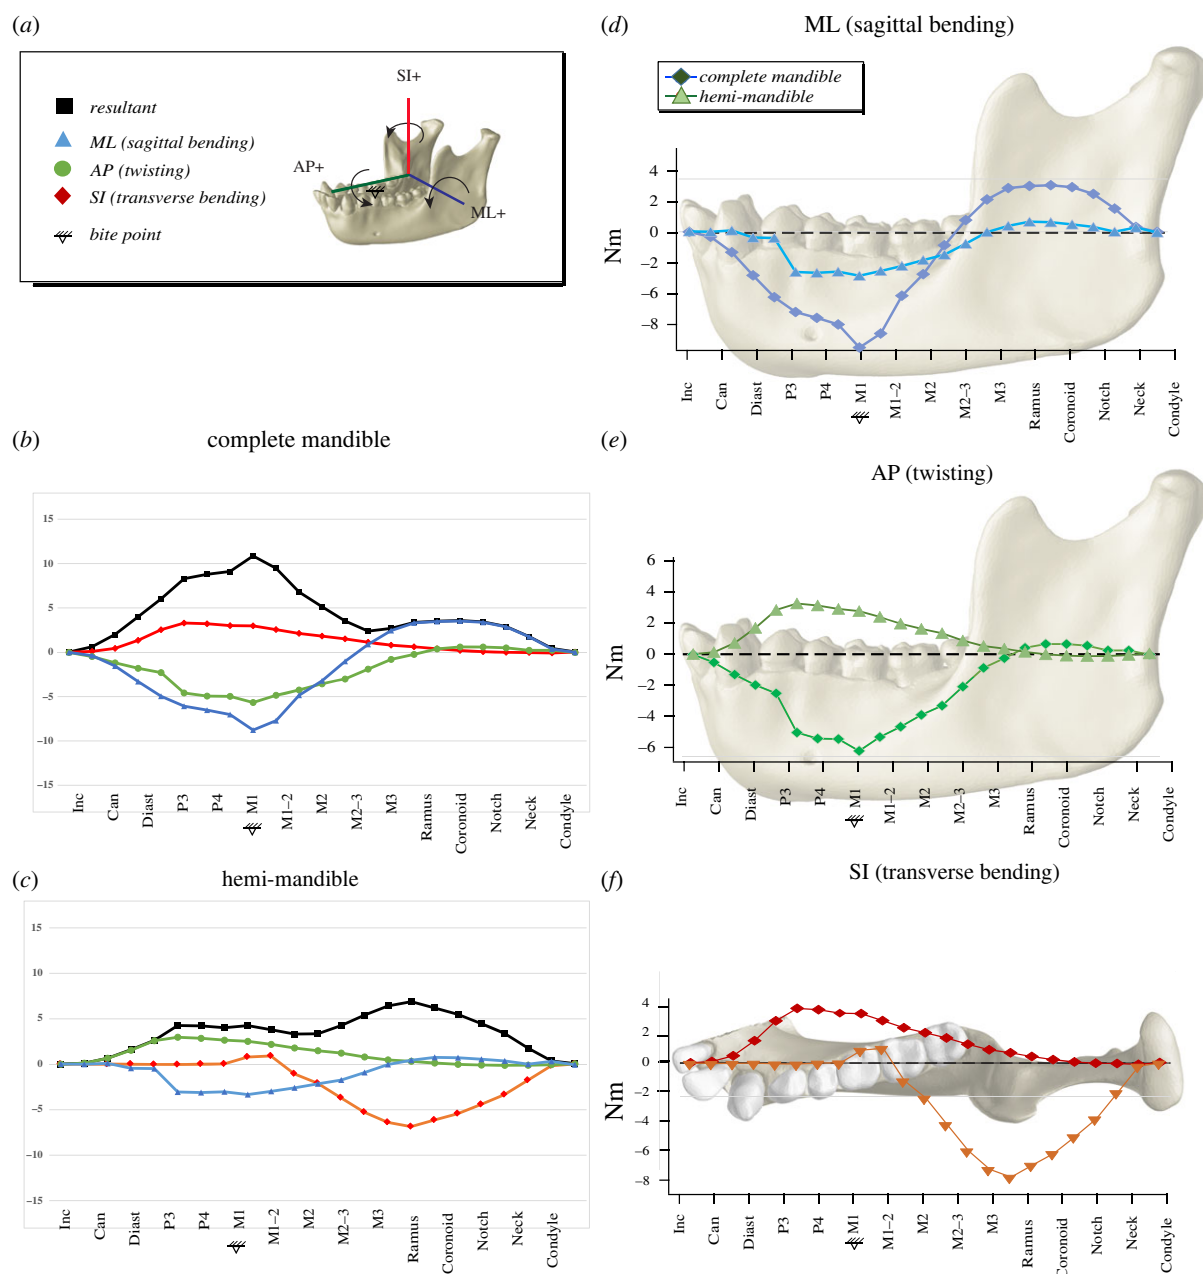 (a)
resultant
ML (sagittal bending)
AP (twisting)
SI (transverse bending)
bite point
SI+
AP+
ML+
(b)
complete mandible
15
10
5
0
−5
−10
−15
Inc
Can
Diast
P3
P4
M1
M1–2
M2
M2–3
M3
Ramus
Coronoid
Notch
Neck
Condyle
(c)
hemi-mandible
15
10
5
0
−5
−10
−15
Inc
Can
Diast
P3
P4
M1
M1–2
M2
M2–3
M3
Ramus
Coronoid
Notch
Neck
Condyle
(d)
ML (sagittal bending)
complete mandible
hemi-mandible
Nm
4
2
0
−2
−6
−8
Inc
Can
Diast
P3
P4
M1
M1–2
M2
M2–3
M3
Ramus
Coronoid
Notch
Neck
Condyle
(e)
AP (twisting)
Nm
6
4
2
0
−2
−4
−6
Inc
Can
Diast
P3
P4
M1
M1–2
M2
M2–3
M3
Ramus
Coronoid
Notch
Neck
Condyle
(f)
SI (transverse bending)
Nm
4
2
0
−2
−4
−6
−8
Inc
Can
Diast
P3
P4
M1
M1–2
M2
M2–3
M3
Ramus
Coronoid
Notch
Neck
Condyle